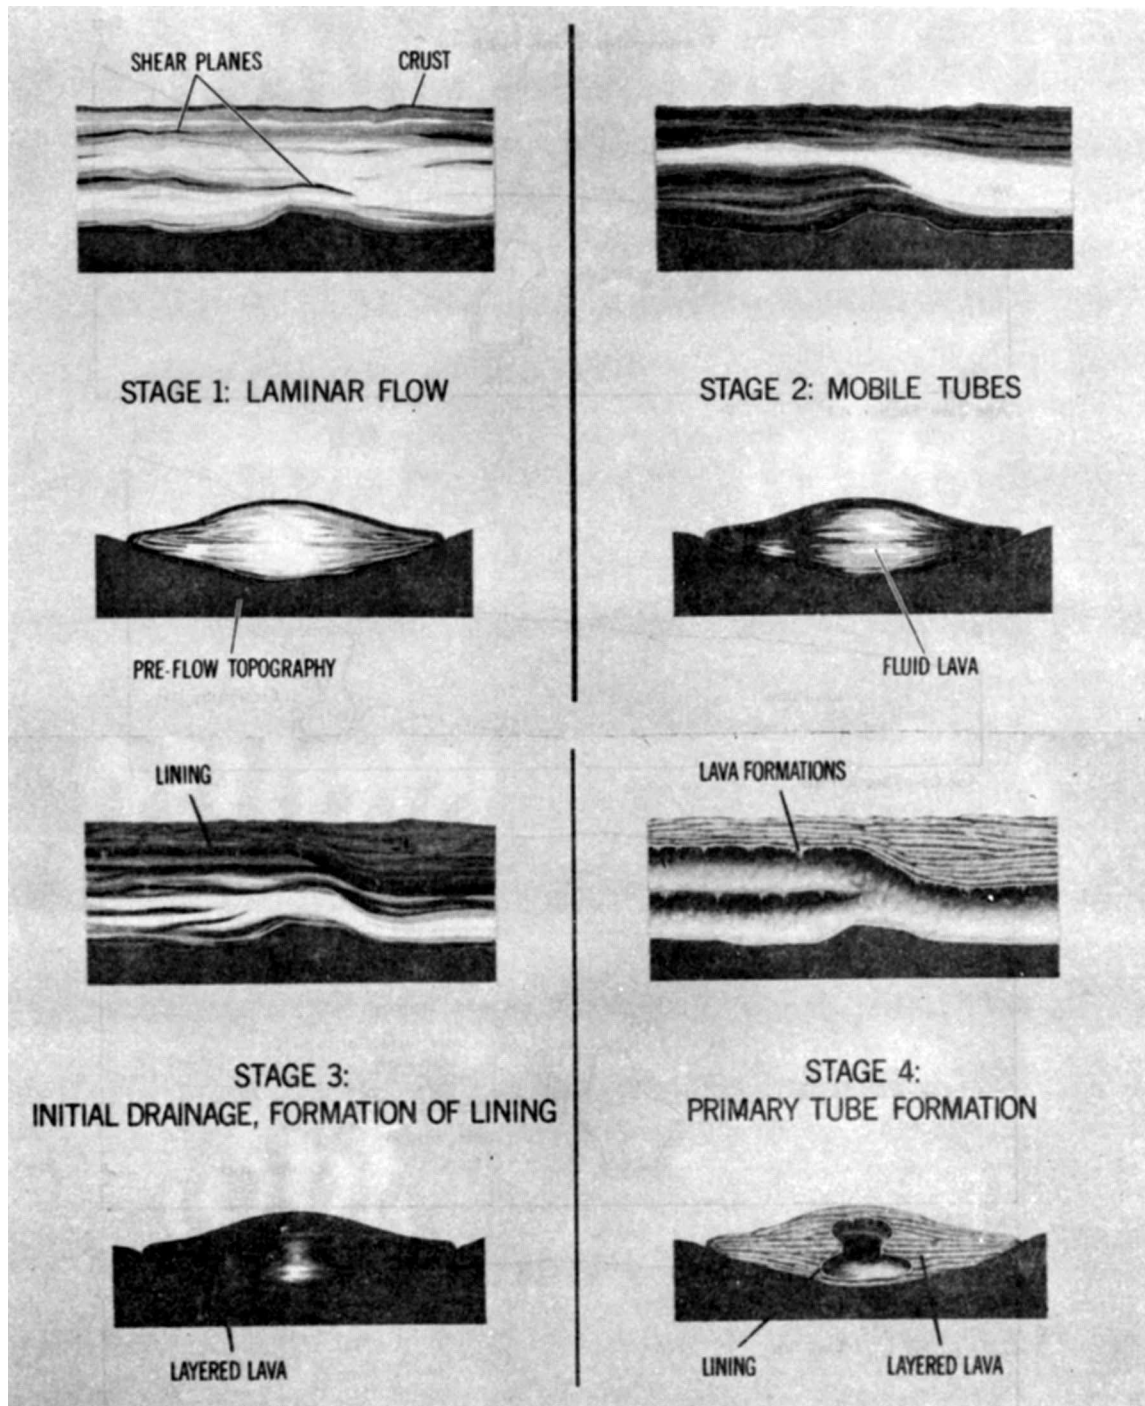 SHEAR PLANES
CRUST
STAGE 1: LAMINAR FLOW
STAGE 2: MOBILE TUBES
PRE-FLOW TOPOGRAPHY
FLUID LAVA
LINING
LAVA FORMATIONS
STAGE 3:
INITIAL DRAINAGE, FORMATION OF LINING
STAGE 4:
PRIMARY TUBE FORMATION
LAYERED LAVA
LINING
LAYERED LAVA